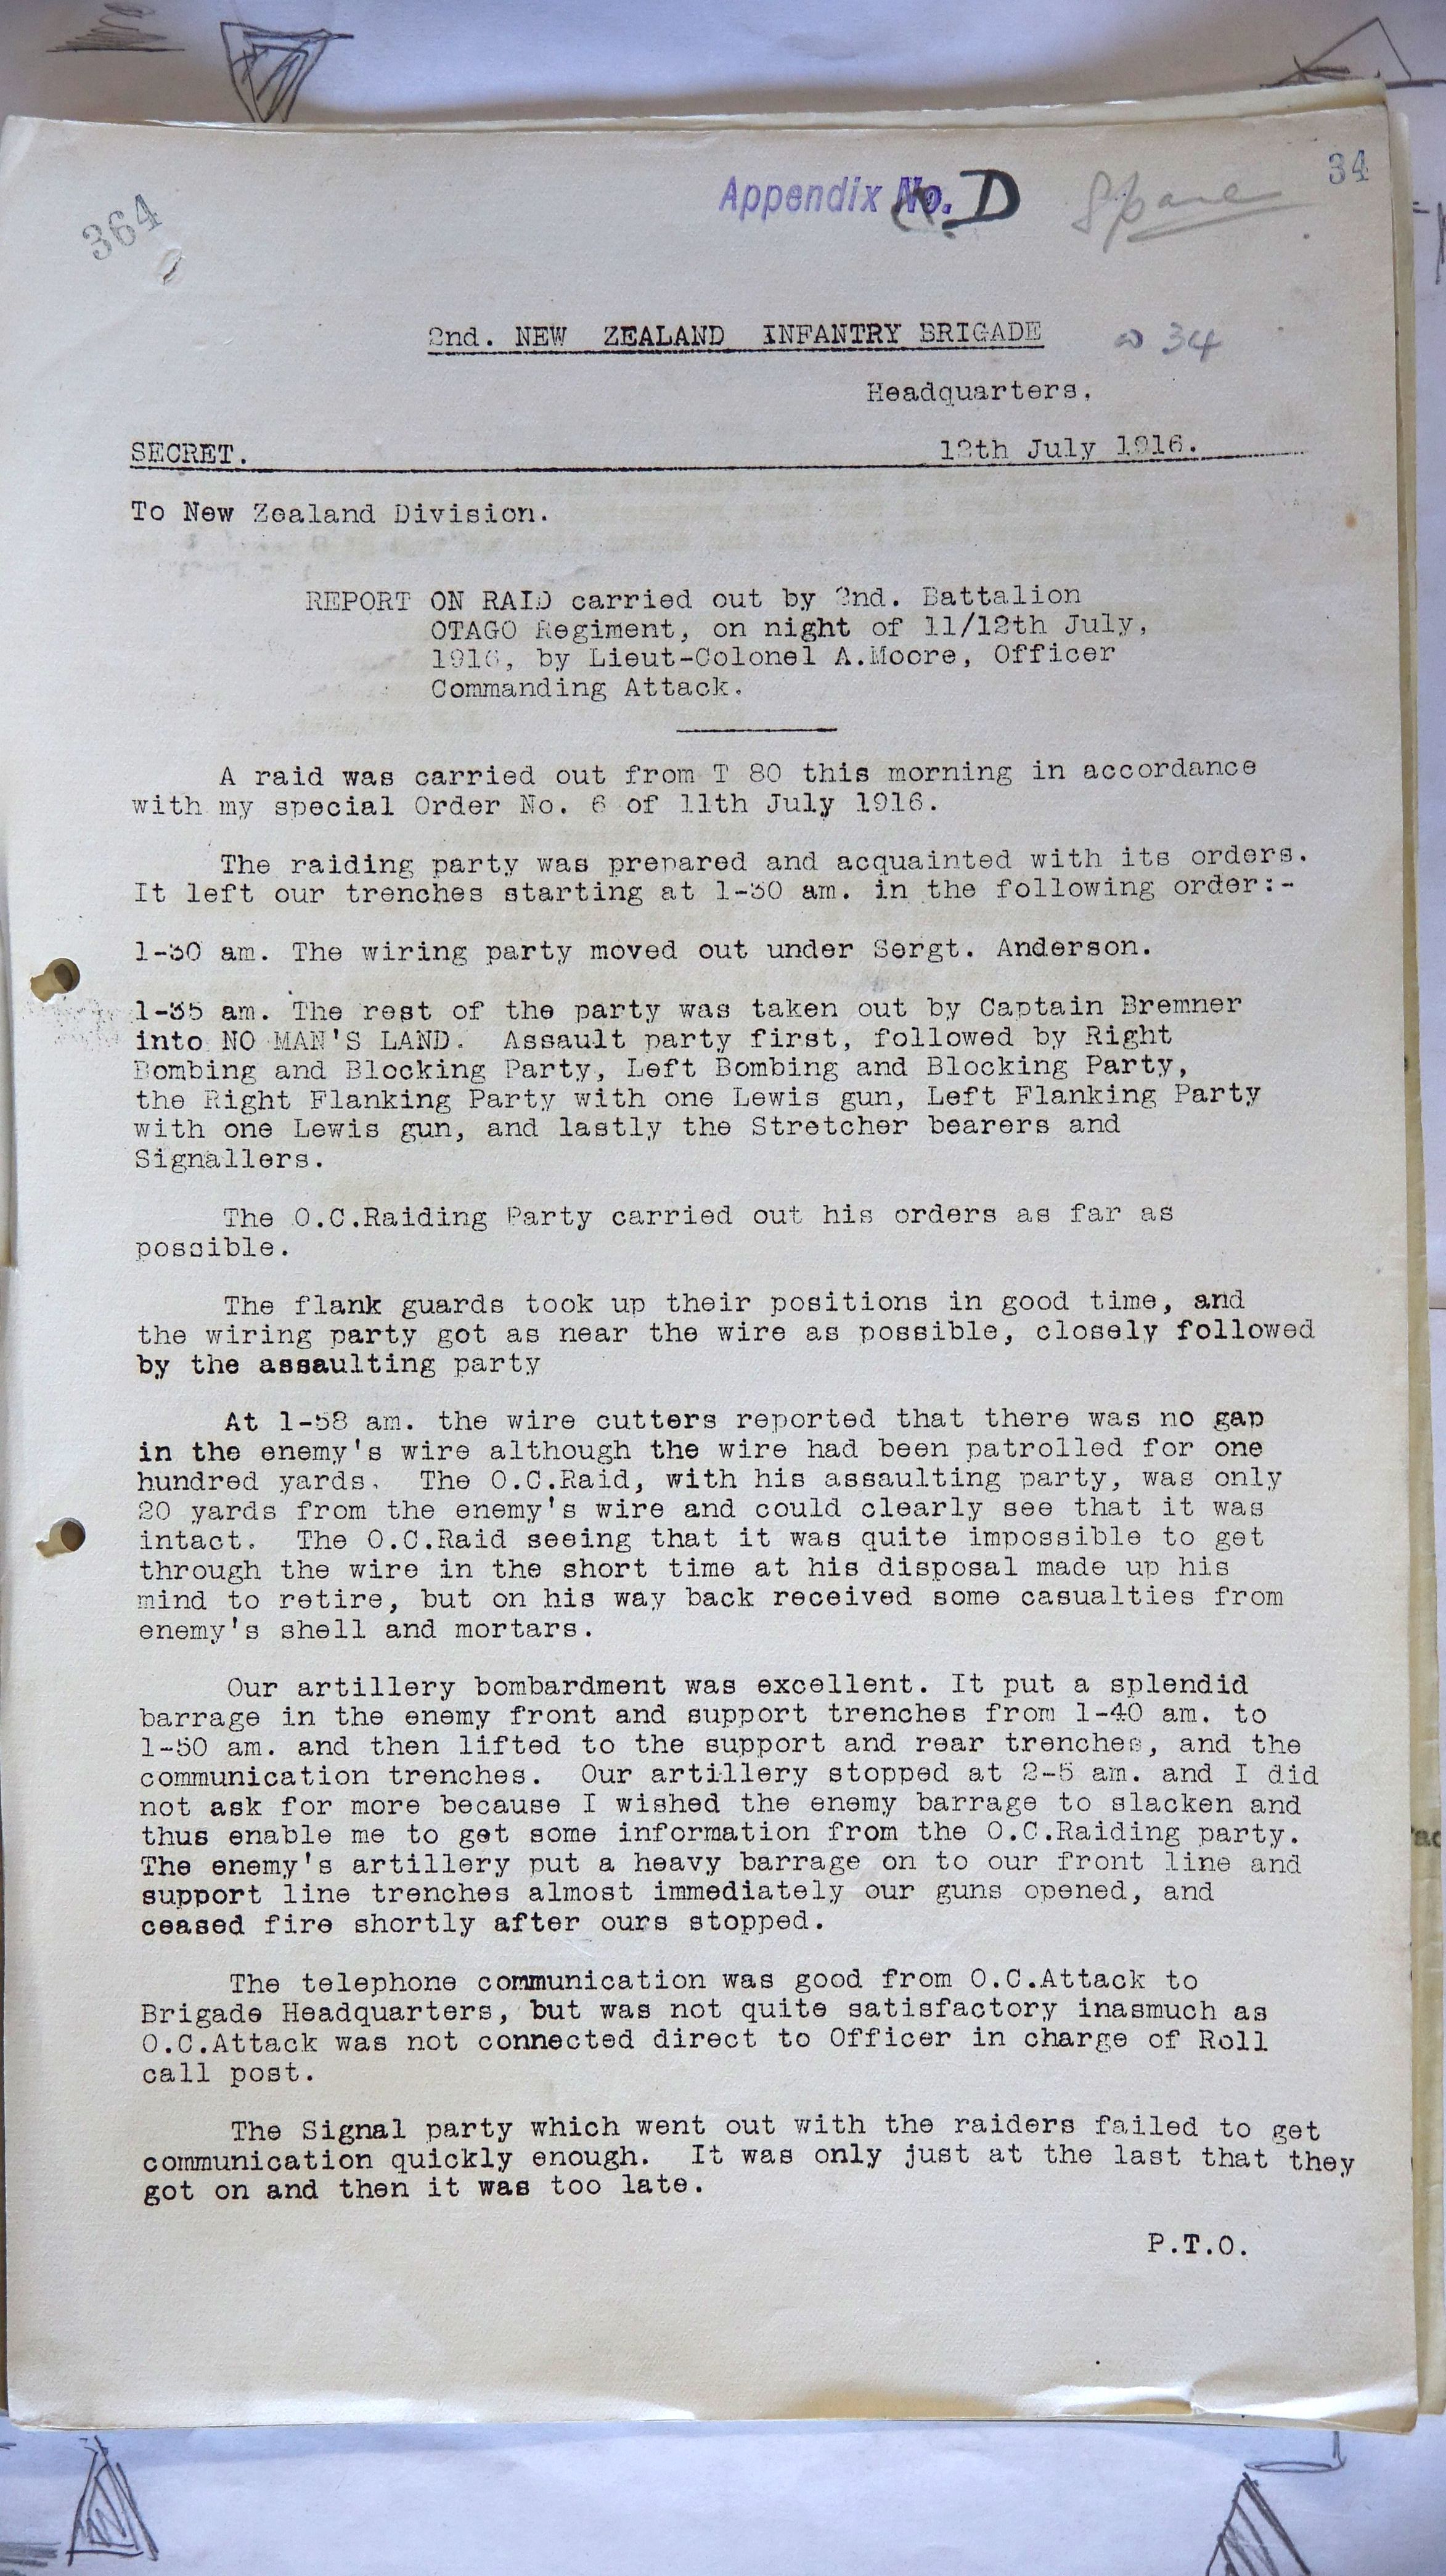 34
364
Appendix No. D
Spare
34
2nd. NEW ZEALAND INFANTRY BRIGADE
Headquarters,
SECRET. 12th July 1916.
To New Zealand Division.
REPORT ON RAID carried out by 2nd. Battalion
OTAGO Regiment, on night of 11/12th July,
1916, by Lieut-Colonel A.Moore, Officer
Commanding Attack.
A raid was carried out from T 80 this morning in accordance
with my special Order No. 6 of 11th July 1916.
The raiding party was prepared and acquainted with its orders.
It left our trenches starting at 1-30 am. in the following order:-
1-30 am. The wiring party moved out under Sergt. Anderson.
1-35 am. The rest of the party was taken out by Captain Bremner
into NO MAN'S LAND. Assault party first, followed by Right
Bombing and Blocking Party, Left Bombing and Blocking Party,
the Right Flanking Party with one Lewis gun, Left Flanking Party
with one Lewis gun, and lastly the Stretcher bearers and
Signallers.
The O.C.Raiding Party carried out his orders as far as
possible.
The flank guards took up their positions in good time, and
the wiring party got as near the wire as possible, closely followed
by the assaulting party
At 1-58 am. the wire cutters reported that there was no gap
in the enemy's wire although the wire had been patrolled for one
hundred yards. The O.C.Raid, with his assaulting party, was only
20 yards from the enemy's wire and could clearly see that it was
intact. The O.C.Raid seeing that it was quite impossible to get
through the wire in the short time at his disposal made up his
mind to retire, but on his way back received some casualties from
enemy's shell and mortars.
Our artillery bombardment was excellent. It put a splendid
barrage in the enemy front and support trenches from 1-40 am. to
1-50 am. and then lifted to the support and rear trenches, and the
communication trenches. Our artillery stopped at 2-5 am. and I did
not ask for more because I wished the enemy barrage to slacken and
thus enable me to get some information from the O.C.Raiding party.
The enemy's artillery put a heavy barrage on to our front line and
support line trenches almost immediately our guns opened, and
ceased fire shortly after ours stopped.
The telephone communication was good from O.C.Attack to
Brigade Headquarters, but was not quite satisfactory inasmuch as
O.C.Attack was not connected direct to Officer in charge of Roll
call post.
The Signal party which went out with the raiders failed to get
communication quickly enough. It was only just at the last that they
got on and then it was too late.
P.T.O.